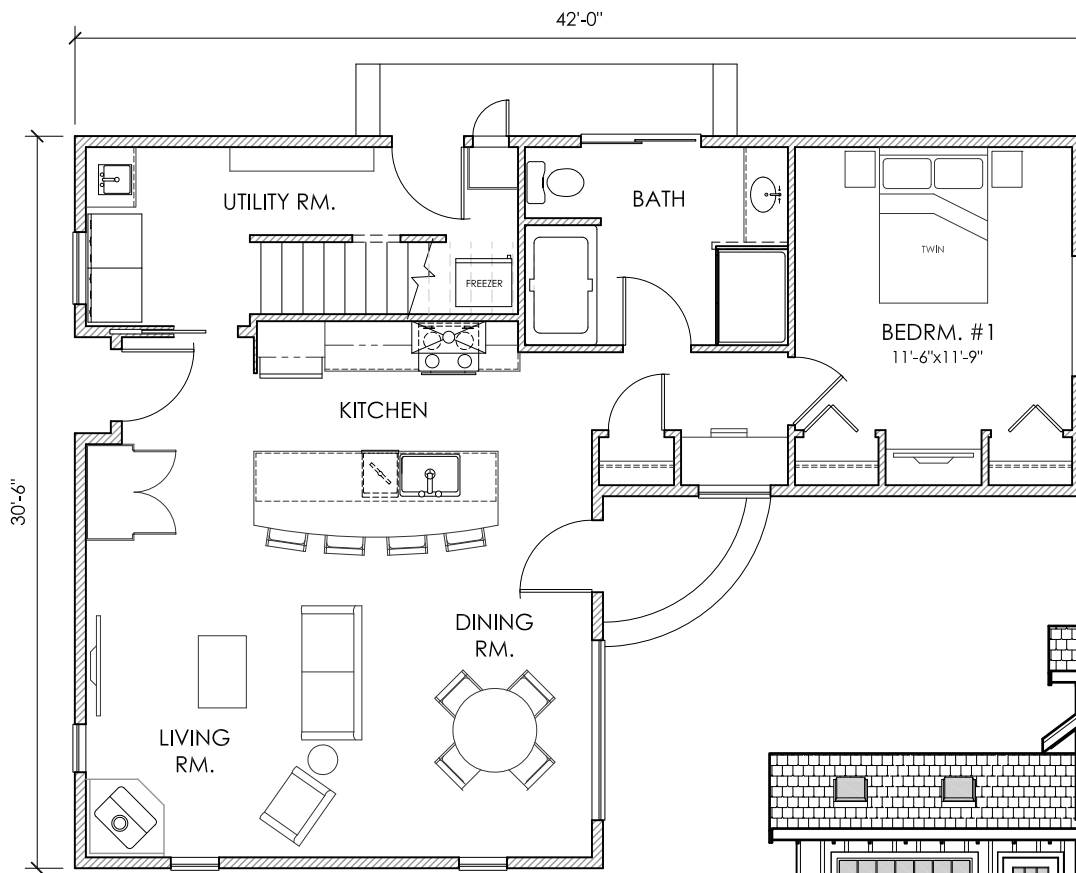 42'-0"
UTILITY RM.
BATH
TWIN
FREEZER
BEDRM. #1
11'-6"x11'-9"
KITCHEN
30'-6"
DINING
RM.
LIVING
RM.